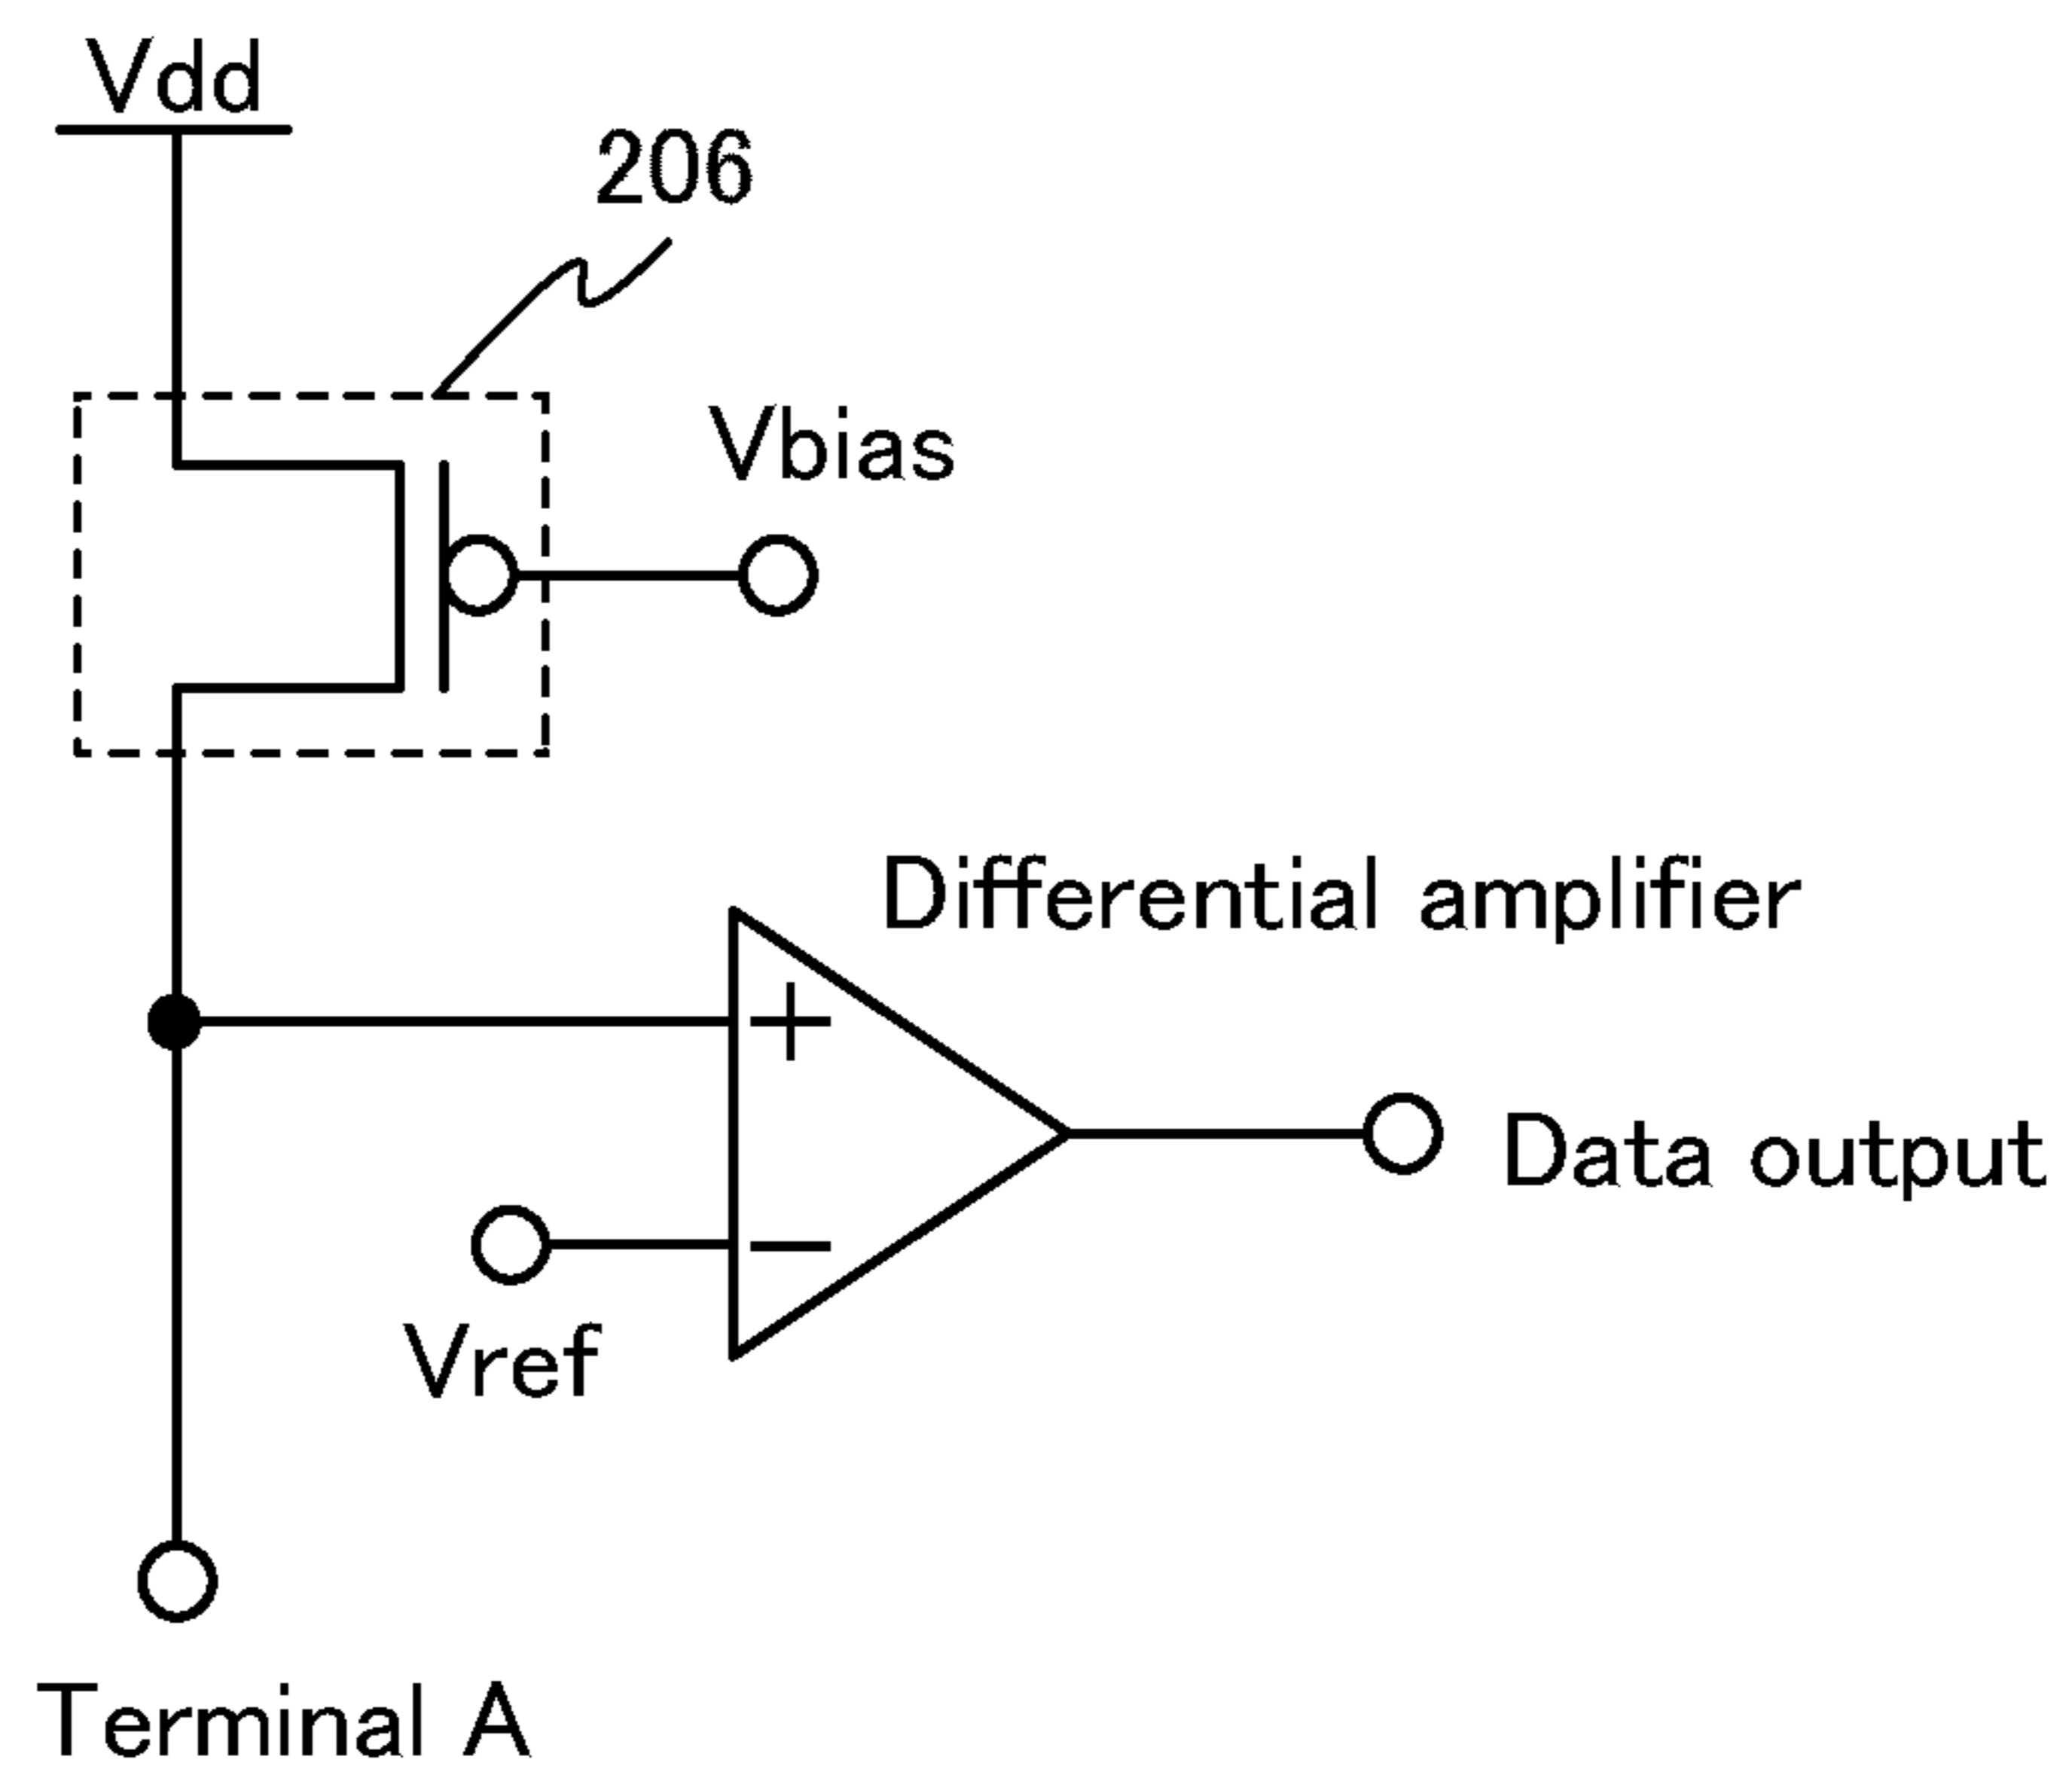 Vdd
206
Vbias
Differential amplifier
+
Data output
−
Vref
Terminal A